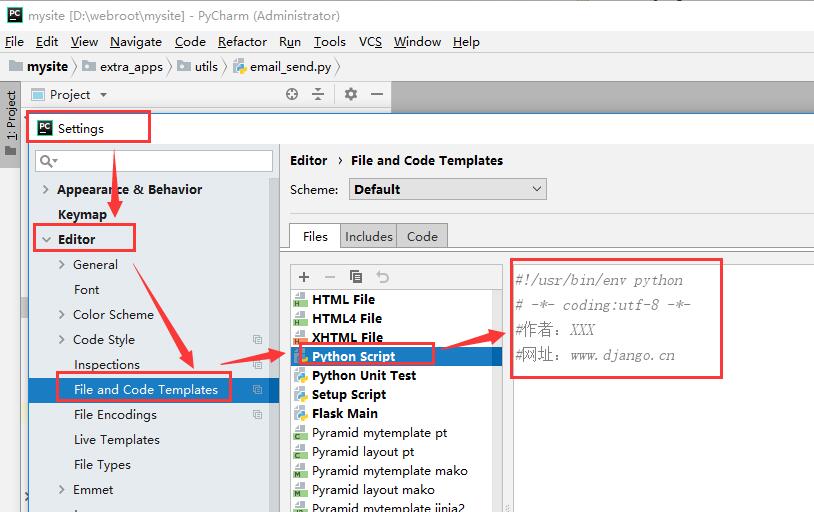 mysite [D:\webroot\mysite] - PyCharm (Administrator)
File Edit View Navigate Code Refactor Run Tools VCS Window Help
mysite extra_apps utils email_send.py
1: Project
Project
Settings
Editor › File and Code Templates
Scheme: Default
Appearance & Behavior
Keymap
Editor
General
Font
Color Scheme
Code Style
Inspections
File and Code Templates
File Encodings
Live Templates
File Types
Emmet
Files Includes Code
HTML File
HTML4 File
XHTML File
Python Script
Python Unit Test
Setup Script
Flask Main
Pyramid mytemplate pt
Pyramid layout pt
Pyramid mytemplate mako
Pyramid layout mako
Pyramid mytemplate jinja2
#!/usr/bin/env python
# -*- coding:utf-8 -*-
#作者：XXX
#网址：www.django.cn